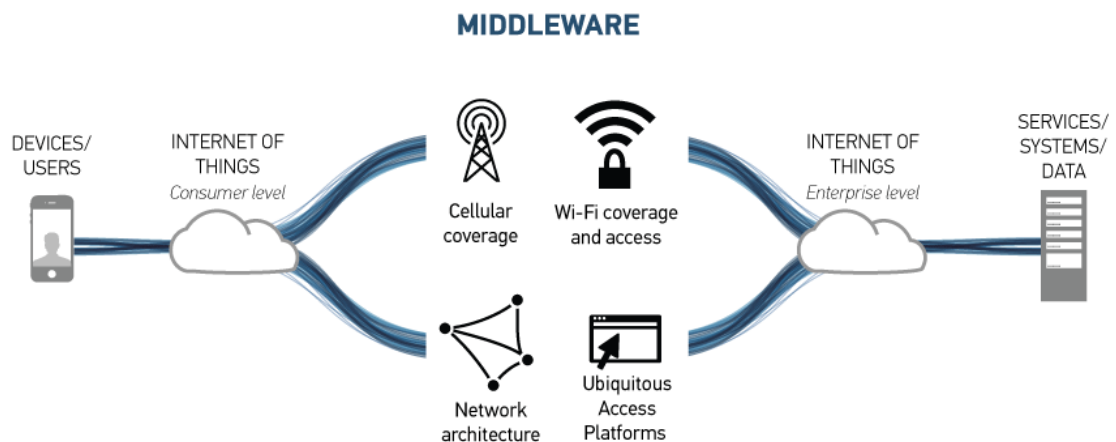 MIDDLEWARE
DEVICES/
USERS
INTERNET OF
THINGS
Consumer level
Cellular
coverage
Wi-Fi coverage
and access
INTERNET OF
THINGS
Enterprise level
SERVICES/
SYSTEMS/
DATA
Network
architecture
Ubiquitous
Access
Platforms